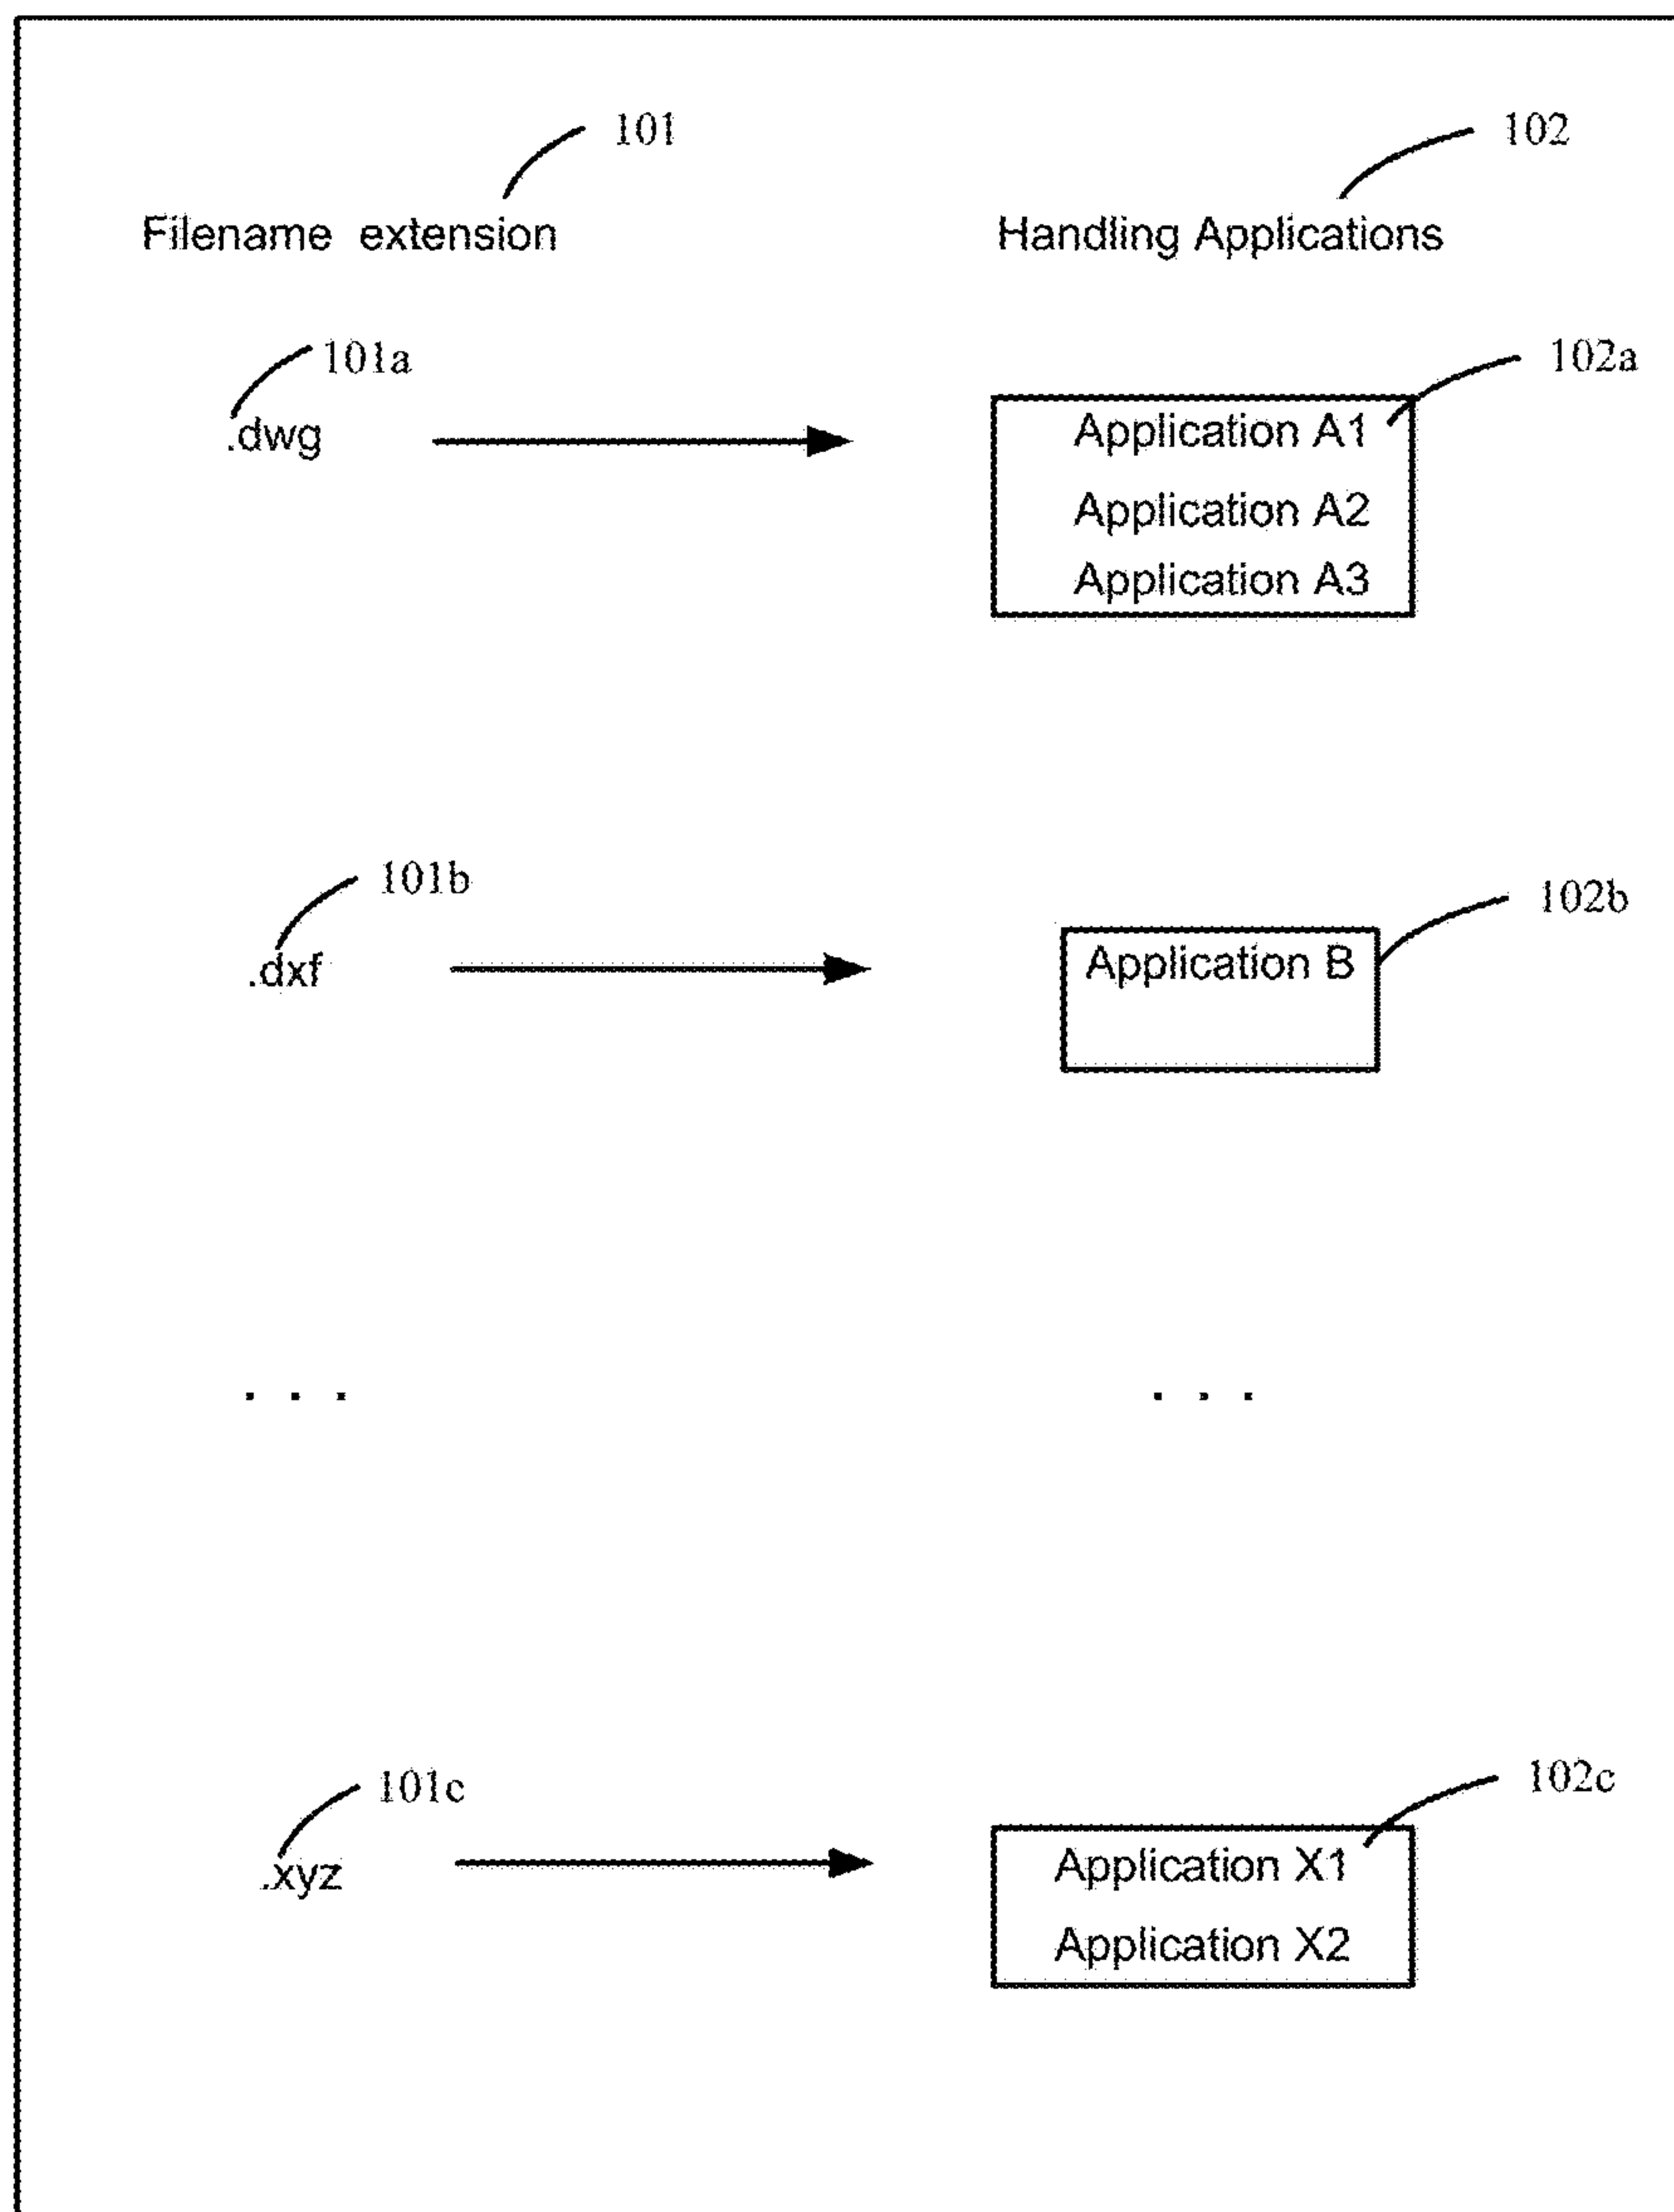 101 102
Filename extension Handling Applications
101a 102a
.dwg Application A1
Application A2
Application A3
101b 102b
.dxf Application B
. . . . . .
101c 102c
.xyz Application X1
Application X2